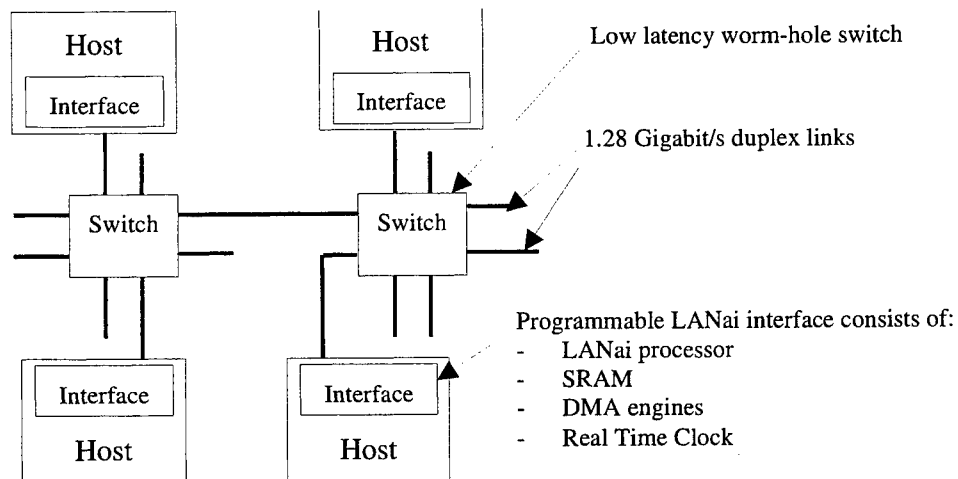 Host
Interface
Host
Interface
Low latency worm-hole switch
1.28 Gigabit/s duplex links
Switch
Switch
Programmable LANai interface consists of:
- LANai processor
- SRAM
- DMA engines
- Real Time Clock
Interface
Host
Interface
Host